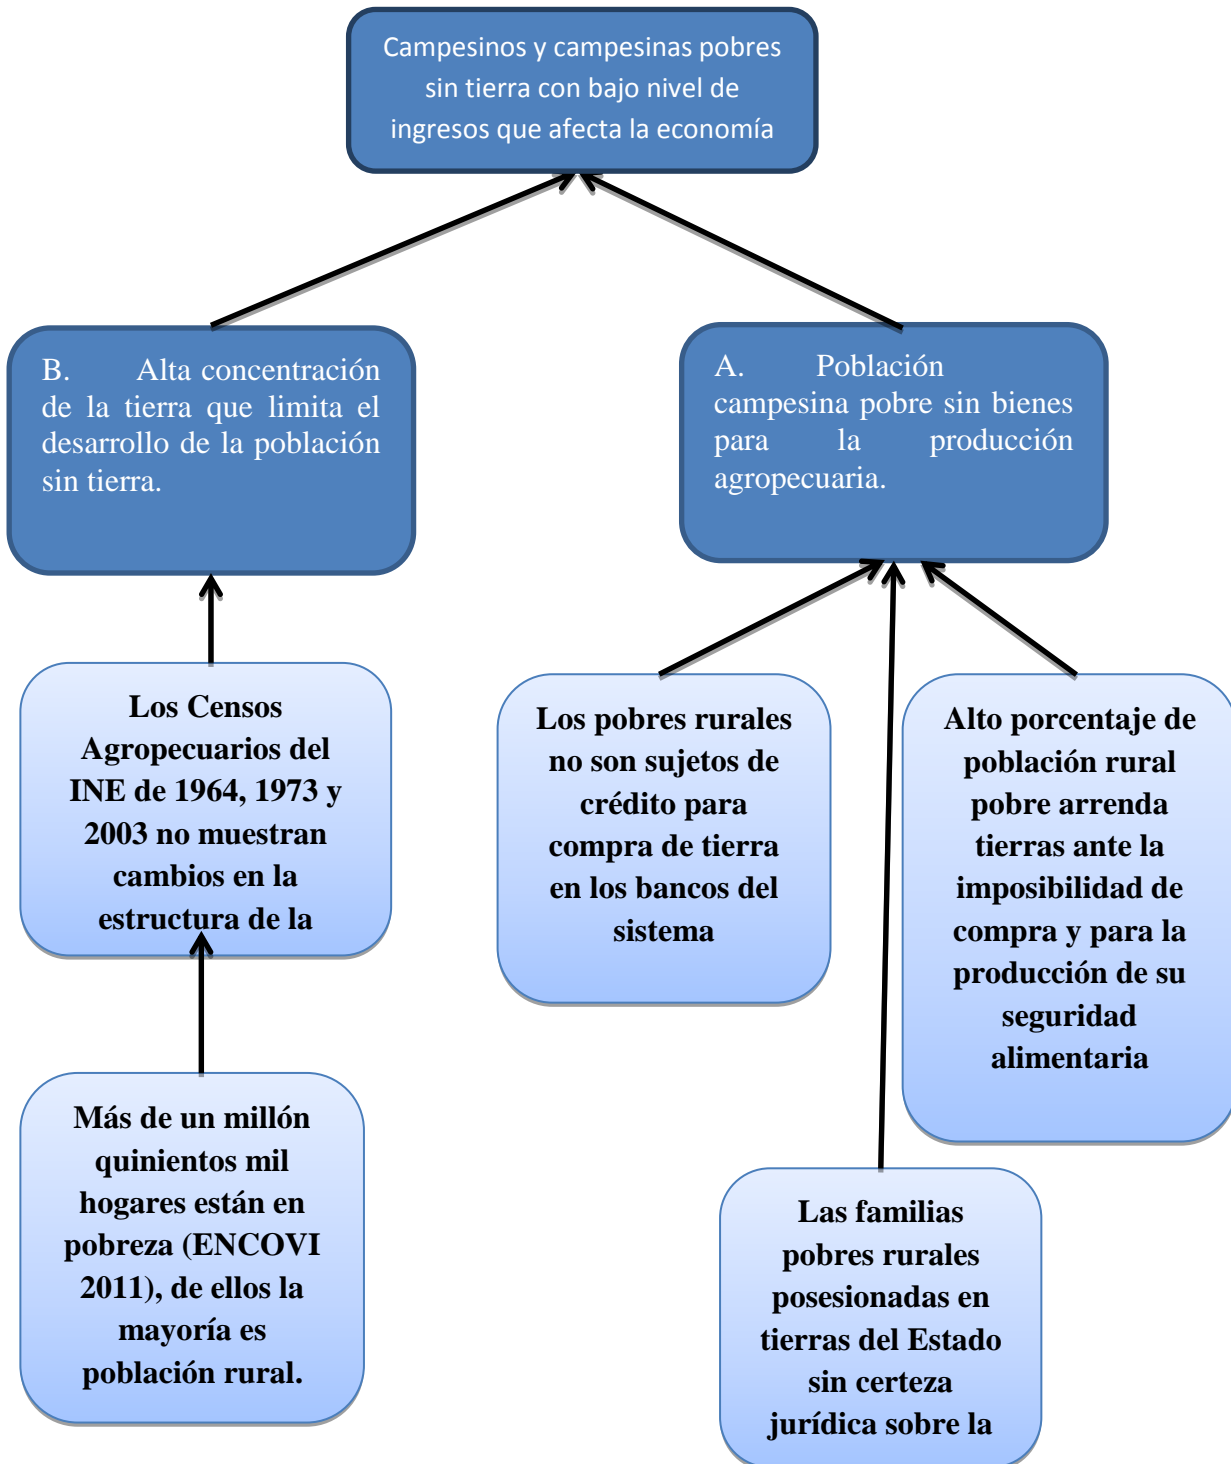 Campesinos y campesinas pobres
sin tierra con bajo nivel de
ingresos que afecta la economía
B. Alta concentración
de la tierra que limita el
desarrollo de la población
sin tierra.
A. Población
campesina pobre sin bienes
para la producción
agropecuaria.
Los Censos
Agropecuarios del
INE de 1964, 1973 y
2003 no muestran
cambios en la
estructura de la
Los pobres rurales
no son sujetos de
crédito para
compra de tierra
en los bancos del
sistema
Alto porcentaje de
población rural
pobre arrenda
tierras ante la
imposibilidad de
compra y para la
producción de su
seguridad
alimentaria
Más de un millón
quinientos mil
hogares están en
pobreza (ENCOVI
2011), de ellos la
mayoría es
población rural.
Las familias
pobres rurales
posesionadas en
tierras del Estado
sin certeza
jurídica sobre la